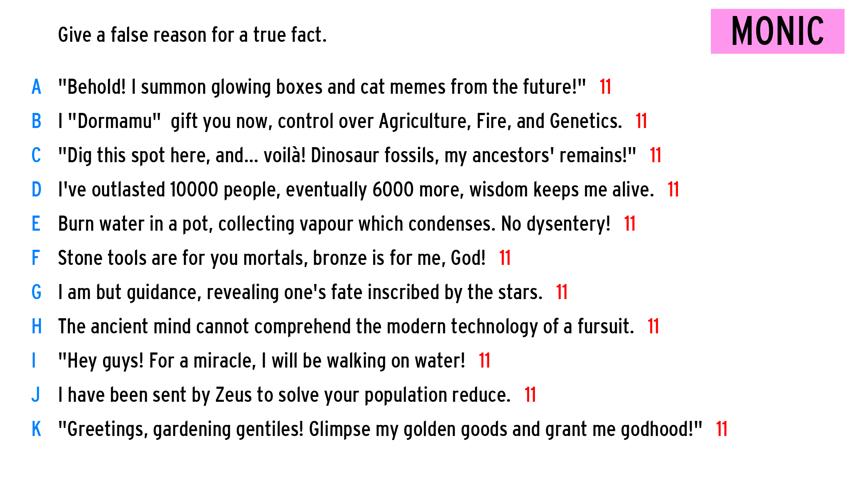 Give a false reason for a true fact.
MONIC
A "Behold! I summon glowing boxes and cat memes from the future!" 11
B I "Dormamu"  gift you now, control over Agriculture, Fire, and Genetics. 11
C "Dig this spot here, and... voilà! Dinosaur fossils, my ancestors' remains!" 11
D I've outlasted 10000 people, eventually 6000 more, wisdom keeps me alive. 11
E Burn water in a pot, collecting vapour which condenses. No dysentery! 11
F Stone tools are for you mortals, bronze is for me, God! 11
G I am but guidance, revealing one's fate inscribed by the stars. 11
H The ancient mind cannot comprehend the modern technology of a fursuit. 11
I "Hey guys! For a miracle, I will be walking on water! 11
J I have been sent by Zeus to solve your population reduce. 11
K "Greetings, gardening gentiles! Glimpse my golden goods and grant me godhood!" 11